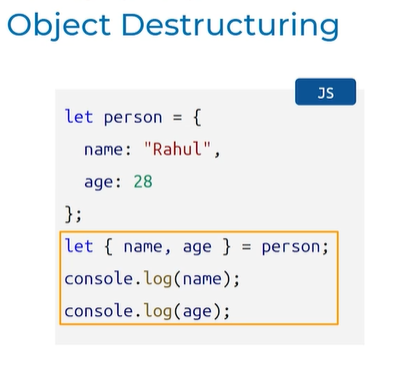 Object Destructuring
JS
let person = {
  name: "Rahul",
  age: 28
};
let { name, age } = person;
console.log(name);
console.log(age);